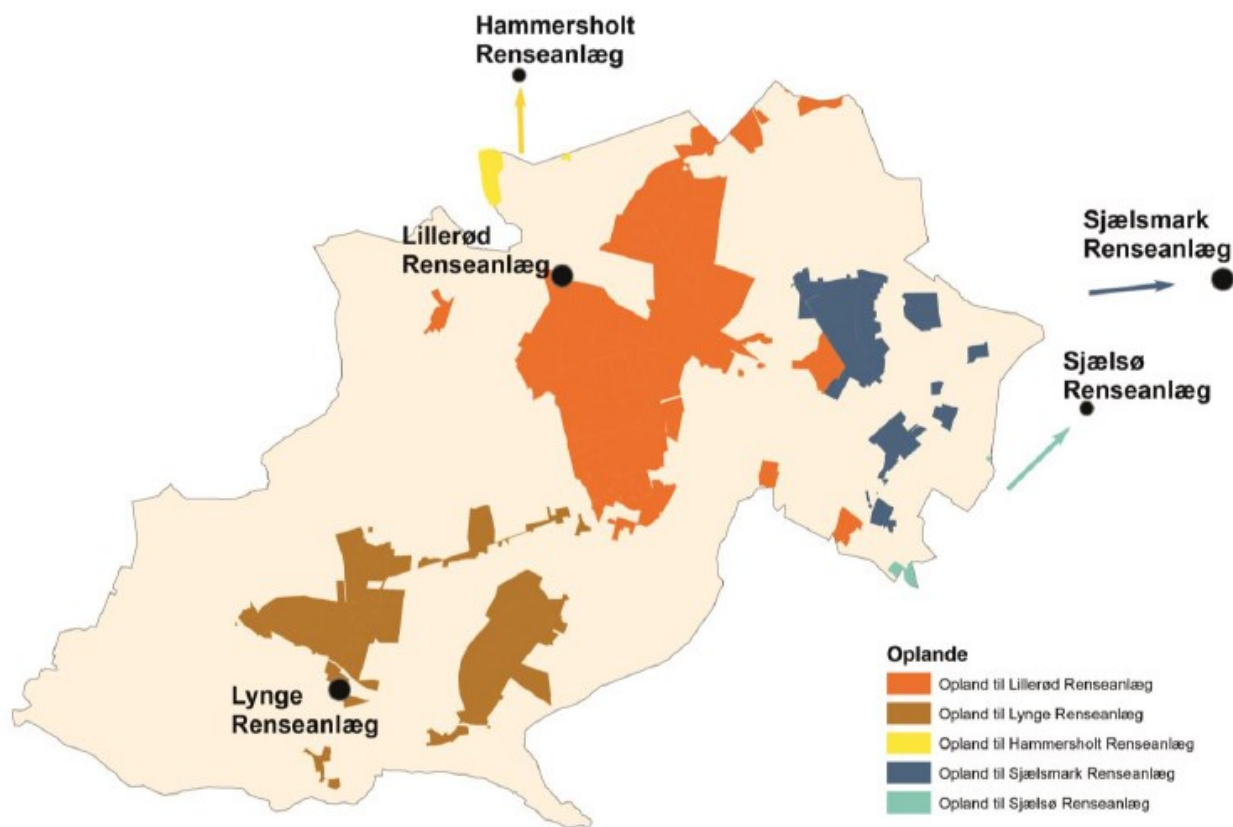 Hammersholt
Renseanlæg
Lillerød
Renseanlæg
Sjælsmark
Renseanlæg
Sjælsø
Renseanlæg
Lynge
Renseanlæg
Oplande
Opland til Lillerød Renseanlæg
Opland til Lynge Renseanlæg
Opland til Hammersholt Renseanlæg
Opland til Sjælsmark Renseanlæg
Opland til Sjælsø Renseanlæg